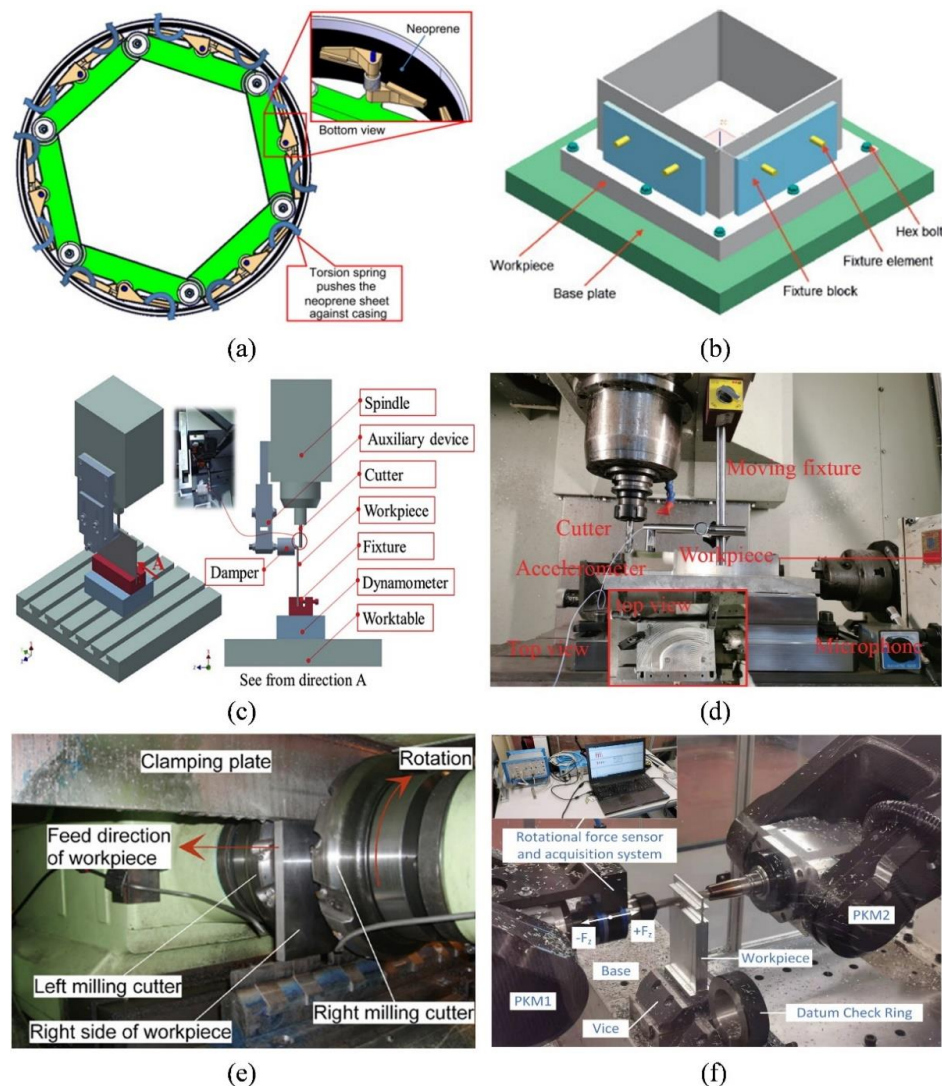 Neoprene
Bottom view
Torsion spring
pushes the
neoprene sheet
against casing
(a)
Hex bolt
Fixture element
Fixture block
Workpiece
Base plate
(b)
Spindle
Auxiliary device
Cutter
Workpiece
Fixture
Damper
Dynamometer
Worktable
A
See from direction A
(c)
Moving fixture
Cutter
Workpiece
Accelerometer
top view
Top view
Microphone
(d)
Clamping plate
Rotation
Feed direction
of workpiece
Left milling cutter
Right milling cutter
Right side of workpiece
(e)
Rotational force sensor
and acquisition system
PKM2
-Fz
+Fz
Workpiece
Base
PKM1
Vice
Datum Check Ring
(f)